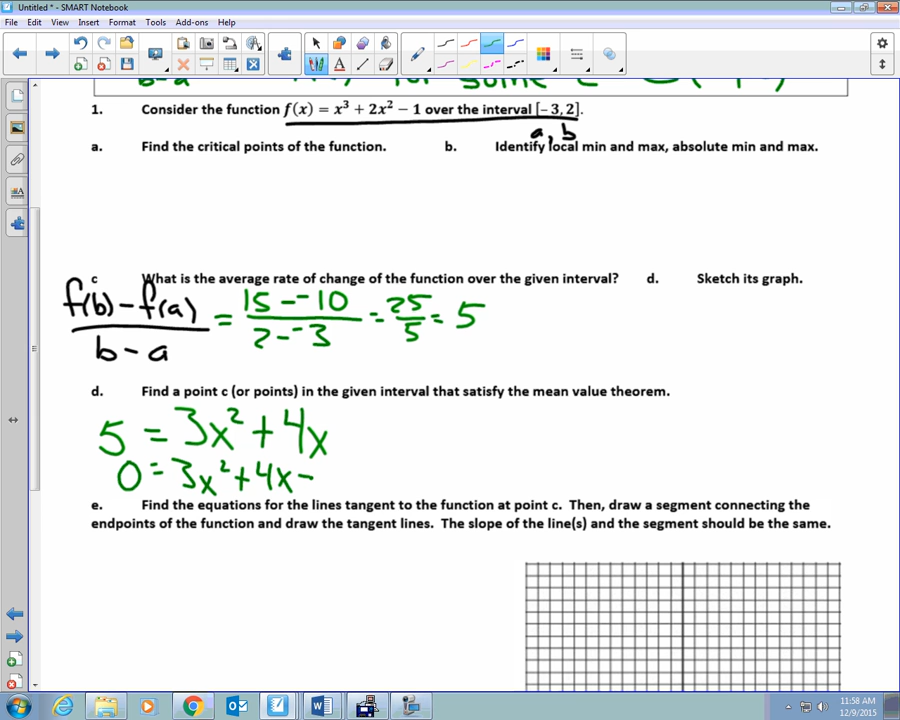 Untitled * - SMART Notebook
File Edit View Insert Format Tools Add-ons Help
1. Consider the function f(x) = x³ + 2x² − 1 over the interval [−3, 2].
a, b
a. Find the critical points of the function. b. Identify local min and max, absolute min and max.
c What is the average rate of change of the function over the given interval? d. Sketch its graph.
f(b) − f(a) / b − a = 15 − −10 / 2 − −3 = 25/5 = 5
d. Find a point c (or points) in the given interval that satisfy the mean value theorem.
5 = 3x² + 4x
0 = 3x² + 4x −
e. Find the equations for the lines tangent to the function at point c. Then, draw a segment connecting the
endpoints of the function and draw the tangent lines. The slope of the line(s) and the segment should be the same.
11:58 AM
12/9/2015